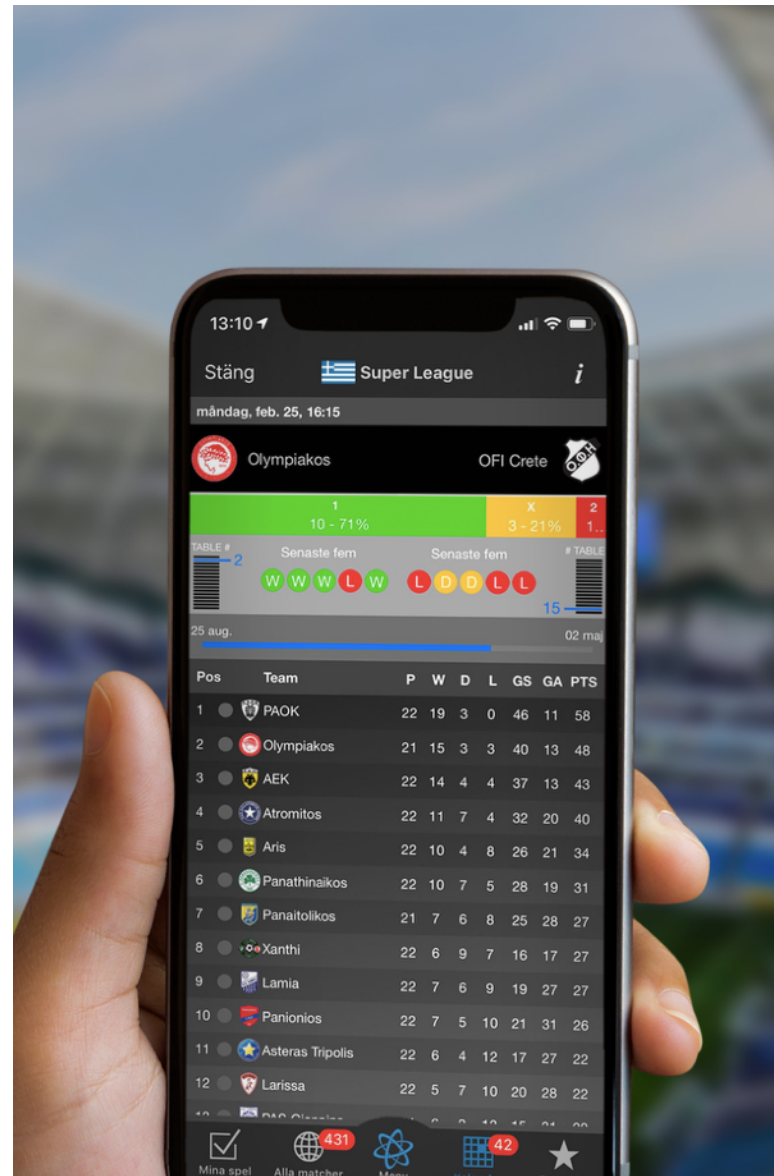 13:10
Stäng Super League i
måndag, feb. 25, 16:15
Olympiakos OFI Crete ΟΦΗ
1 X 2
10 - 71% 3 - 21% 1..
TABLE # Senaste fem Senaste fem # TABLE
2 W W W L W L D D L L 15
25 aug. 02 maj
Pos Team P W D L GS GA PTS
1 PAOK 22 19 3 0 46 11 58
2 Olympiakos 21 15 3 3 40 13 48
3 AEK 22 14 4 4 37 13 43
4 Atromitos 22 11 7 4 32 20 40
5 Aris 22 10 4 8 26 21 34
6 Panathinaikos 22 10 7 5 28 19 31
7 Panaitolikos 21 7 6 8 25 28 27
8 Xanthi 22 6 9 7 16 17 27
9 Lamia 22 7 6 9 19 27 27
10 Panionios 22 7 5 10 21 31 26
11 Asteras Tripolis 22 6 4 12 17 27 22
12 Larissa 22 5 7 10 20 28 22
431 42
Mina spel Alla matcher Meny